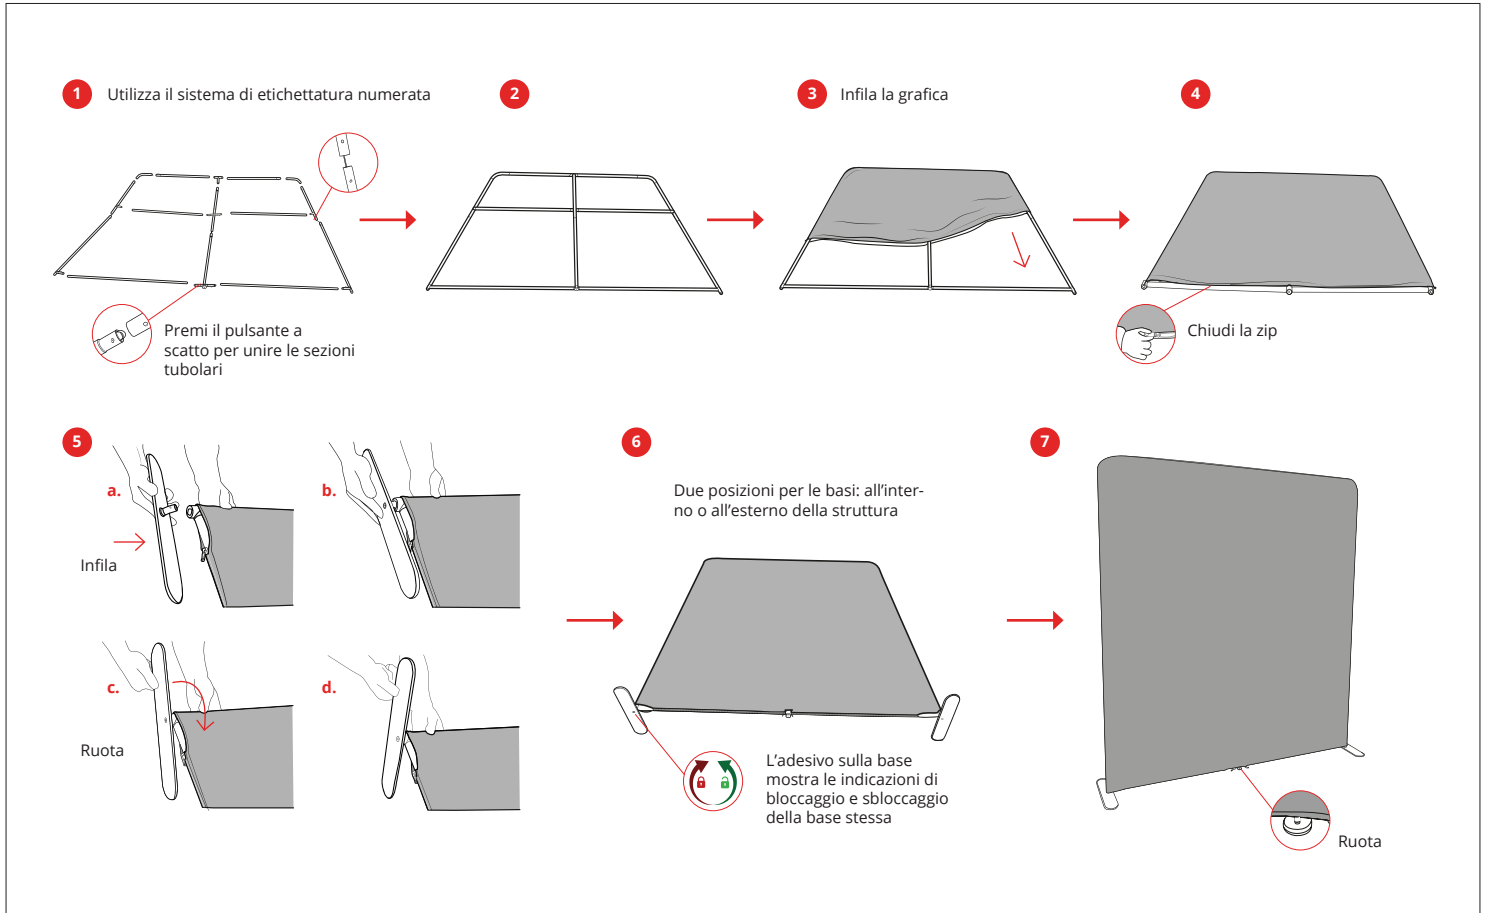 1 Utilizza il sistema di etichettatura numerata
2
3 Infila la grafica
4
Premi il pulsante a
scatto per unire le sezioni
tubolari
Chiudi la zip
5
a.
Infila
b.
c.
Ruota
d.
6
Due posizioni per le basi: all’inter-
no o all’esterno della struttura
L’adesivo sulla base
mostra le indicazioni di
bloccaggio e sbloccaggio
della base stessa
7
Ruota